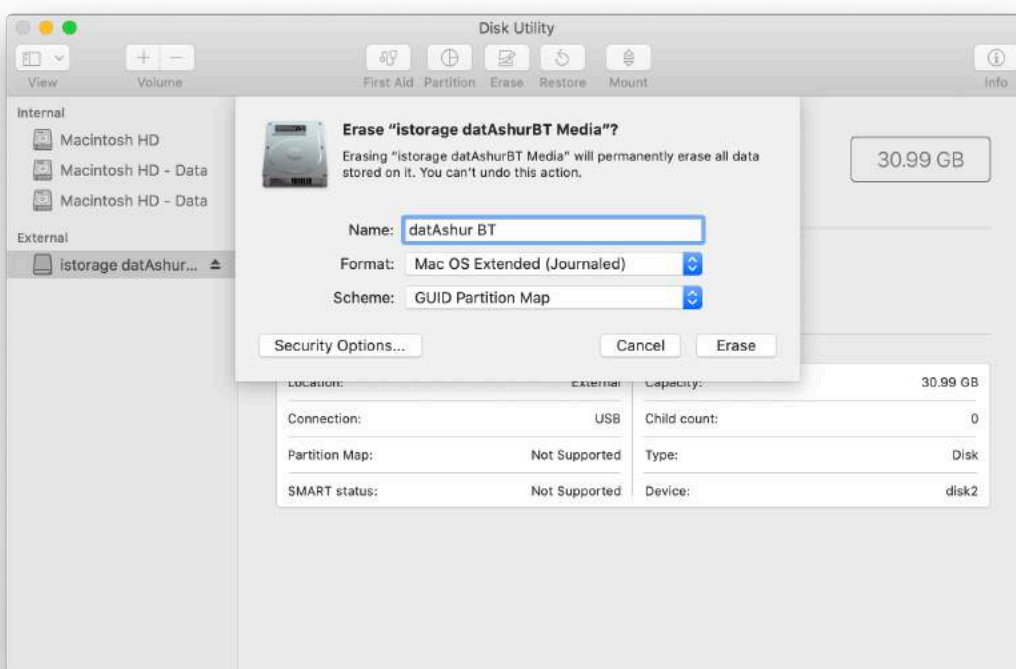 Disk Utility
View
Volume
First Aid
Partition
Erase
Restore
Mount
Info
Internal
Macintosh HD
Macintosh HD - Data
Macintosh HD - Data
External
istorage datAshur...
Erase “istorage datAshurBT Media”?
Erasing “istorage datAshurBT Media” will permanently erase all data
stored on it. You can't undo this action.
Name: datAshur BT
Format: Mac OS Extended (Journaled)
Scheme: GUID Partition Map
Security Options...
Cancel
Erase
30.99 GB
Location: External
Capacity: 30.99 GB
Connection: USB
Child count: 0
Partition Map: Not Supported
Type: Disk
SMART status: Not Supported
Device: disk2